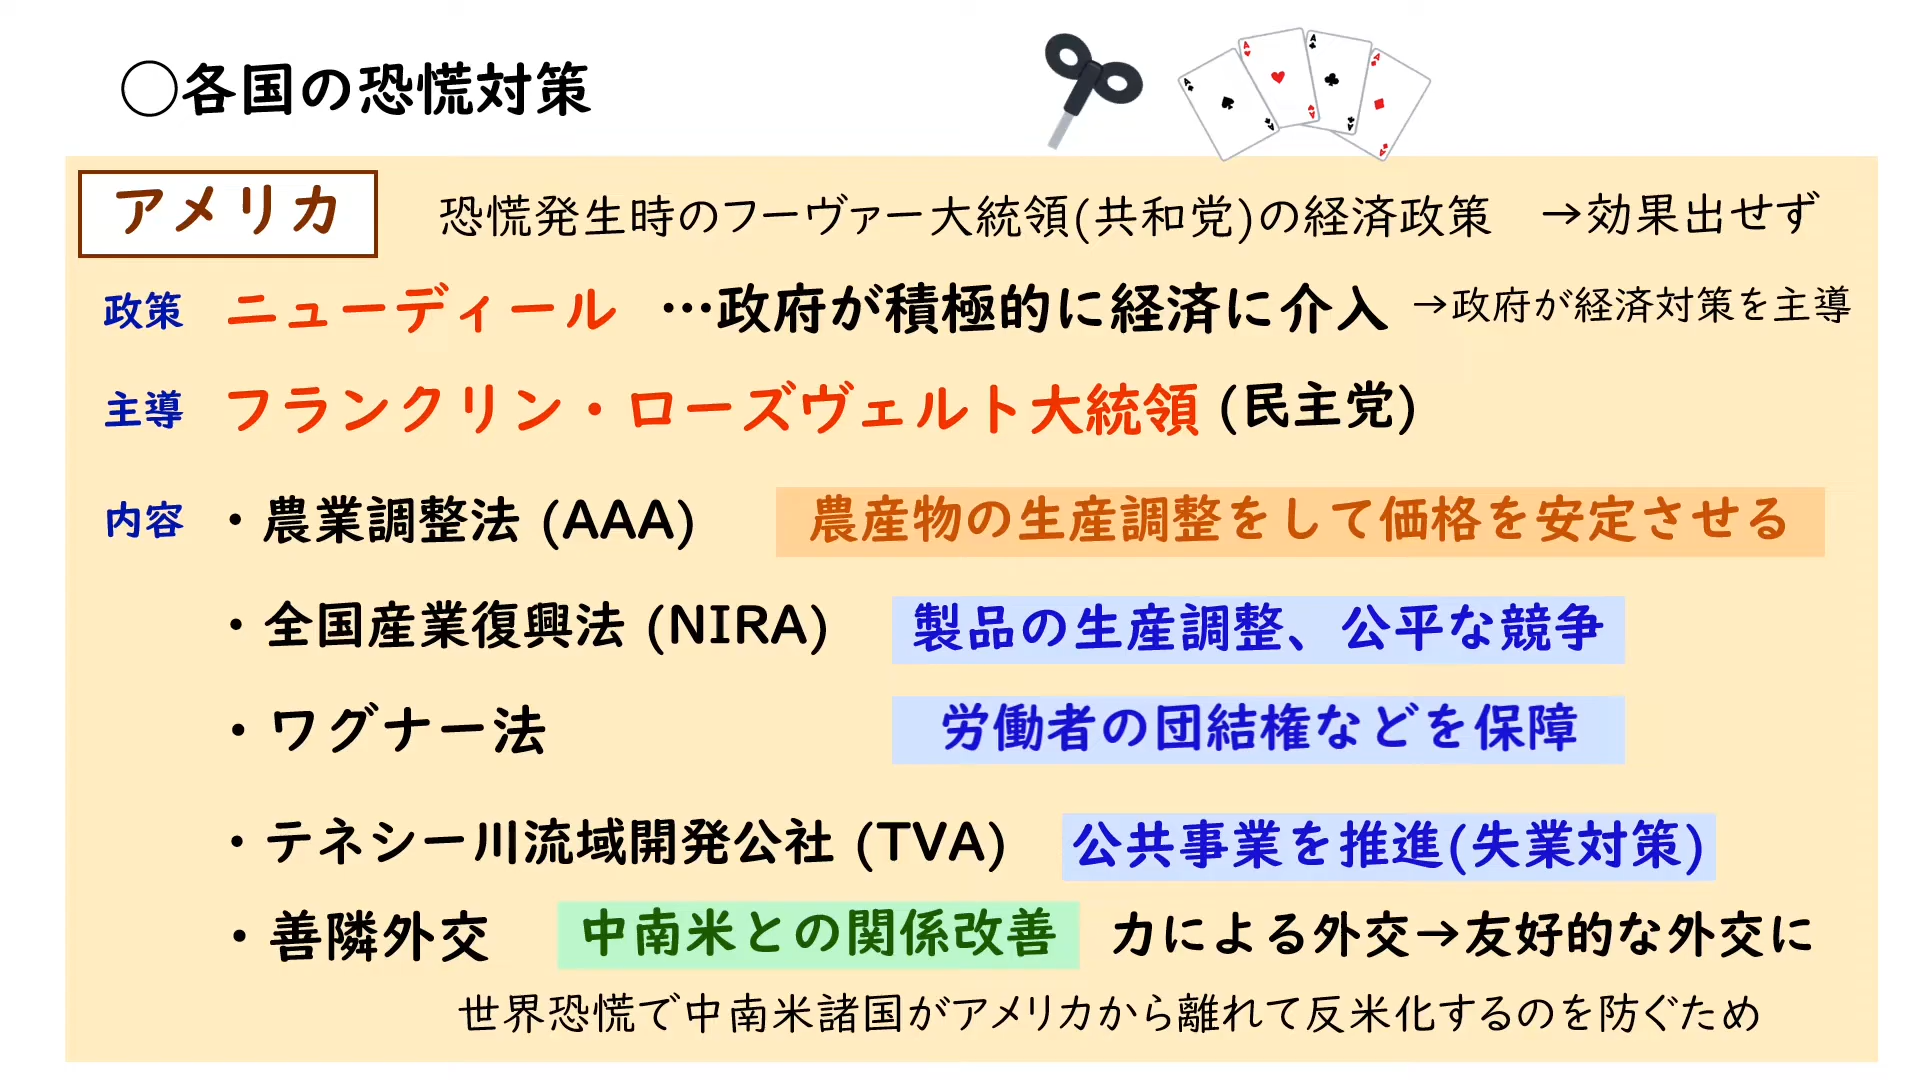 ◯各国の恐慌対策
アメリカ 恐慌発生時のフーヴァー大統領(共和党)の経済政策 →効果出せず
政策 ニューディール …政府が積極的に経済に介入 →政府が経済対策を主導
主導 フランクリン・ローズヴェルト大統領 (民主党)
内容 ・農業調整法 (AAA) 農産物の生産調整をして価格を安定させる
・全国産業復興法 (NIRA) 製品の生産調整、公平な競争
・ワグナー法 労働者の団結権などを保障
・テネシー川流域開発公社 (TVA) 公共事業を推進(失業対策)
・善隣外交 中南米との関係改善 力による外交→友好的な外交に
世界恐慌で中南米諸国がアメリカから離れて反米化するのを防ぐため